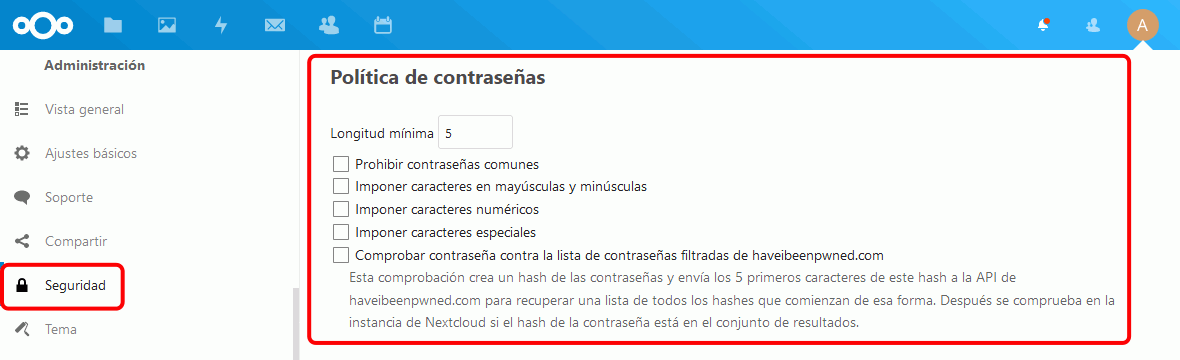 A
Administración
Vista general
Ajustes básicos
Soporte
Compartir
Seguridad
Tema
Política de contraseñas
Longitud mínima 5
Prohibir contraseñas comunes
Imponer caracteres en mayúsculas y minúsculas
Imponer caracteres numéricos
Imponer caracteres especiales
Comprobar contraseña contra la lista de contraseñas filtradas de haveibeenpwned.com
Esta comprobación crea un hash de las contraseñas y envía los 5 primeros caracteres de este hash a la API de
haveibeenpwned.com para recuperar una lista de todos los hashes que comienzan de esa forma. Después se comprueba en la
instancia de Nextcloud si el hash de la contraseña está en el conjunto de resultados.